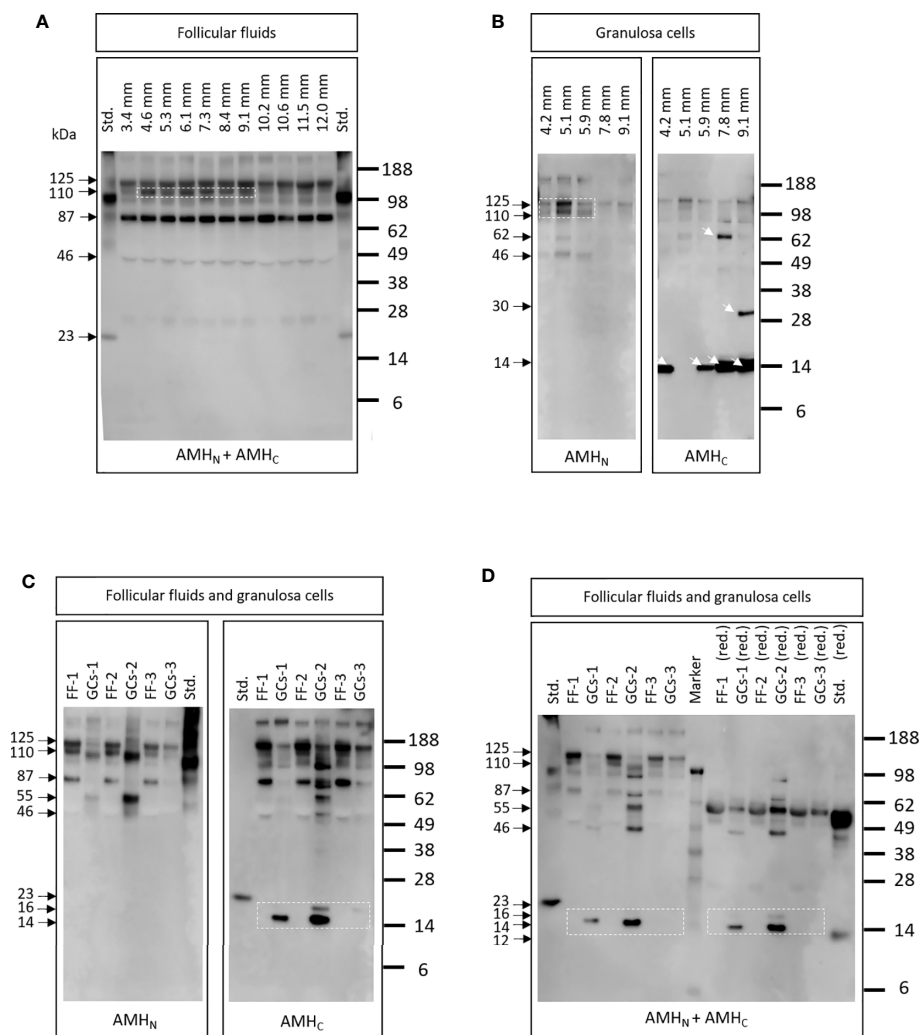 A
Follicular fluids
kDa
Std.
3.4 mm
4.6 mm
5.3 mm
6.1 mm
7.3 mm
8.4 mm
9.1 mm
10.2 mm
10.6 mm
11.5 mm
12.0 mm
Std.
125
110
87
46
23
188
98
62
49
38
28
14
6
AMHN + AMHC
B
Granulosa cells
4.2 mm
5.1 mm
5.9 mm
7.8 mm
9.1 mm
4.2 mm
5.1 mm
5.9 mm
7.8 mm
9.1 mm
125
110
62
46
30
14
188
98
62
49
38
28
14
6
AMHN
AMHC
C
Follicular fluids and granulosa cells
FF-1
GCs-1
FF-2
GCs-2
FF-3
GCs-3
Std.
Std.
FF-1
GCs-1
FF-2
GCs-2
FF-3
GCs-3
125
110
87
55
46
23
16
14
188
98
62
49
38
28
14
6
AMHN
AMHC
D
Follicular fluids and granulosa cells
Std.
FF-1
GCs-1
FF-2
GCs-2
FF-3
GCs-3
Marker
FF-1 (red.)
GCs-1 (red.)
FF-2 (red.)
GCs-2 (red.)
FF-3 (red.)
GCs-3 (red.)
Std. (red.)
125
110
87
55
46
23
16
14
12
188
98
62
49
38
28
14
6
AMHN + AMHC